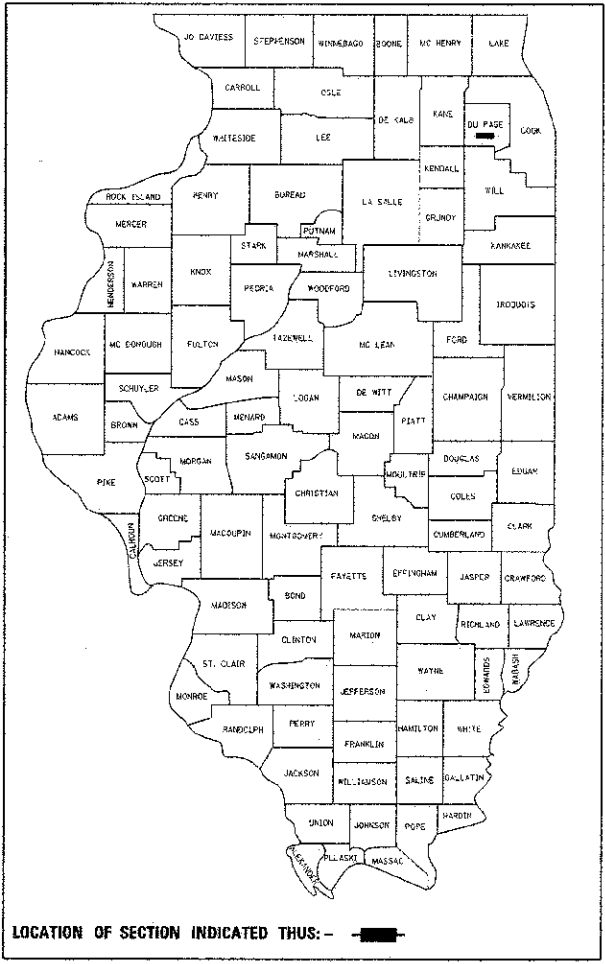 JO DAVIESS
STEPHENSON
WINNEBAGO
BOONE
MC HENRY
LAKE
CARROLL
OGLE
DE KALB
KANE
DU PAGE
COOK
WHITESIDE
LEE
KENDALL
WILL
ROCK ISLAND
HENRY
BUREAU
LA SALLE
GRUNDY
MERCER
PUTNAM
KANKAKEE
STARK
MARSHALL
HENDERSON
WARREN
KNOX
PEORIA
WOODFORD
LIVINGSTON
IROQUOIS
HANCOCK
MC DONOUGH
FULTON
TAZEWELL
MC LEAN
FORD
SCHUYLER
MASON
LOGAN
DE WITT
CHAMPAIGN
VERMILION
ADAMS
BROWN
CASS
MENARD
PIATT
MACON
MORGAN
SANGAMON
DOUGLAS
EDGAR
PIKE
SCOTT
CHRISTIAN
MOULTRIE
COLES
GREENE
MACOUPIN
MONTGOMERY
SHELBY
CUMBERLAND
CLARK
CALHOUN
JERSEY
FAYETTE
EFFINGHAM
JASPER
CRAWFORD
MADISON
BOND
CLAY
RICHLAND
LAWRENCE
CLINTON
MARION
ST. CLAIR
WAYNE
EDWARDS
WABASH
WASHINGTON
JEFFERSON
MONROE
RANDOLPH
PERRY
HAMILTON
WHITE
FRANKLIN
JACKSON
WILLIAMSON
SALINE
GALLATIN
UNION
JOHNSON
POPE
HARDIN
ALEXANDER
PULASKI
MASSAC
LOCATION OF SECTION INDICATED THUS: -